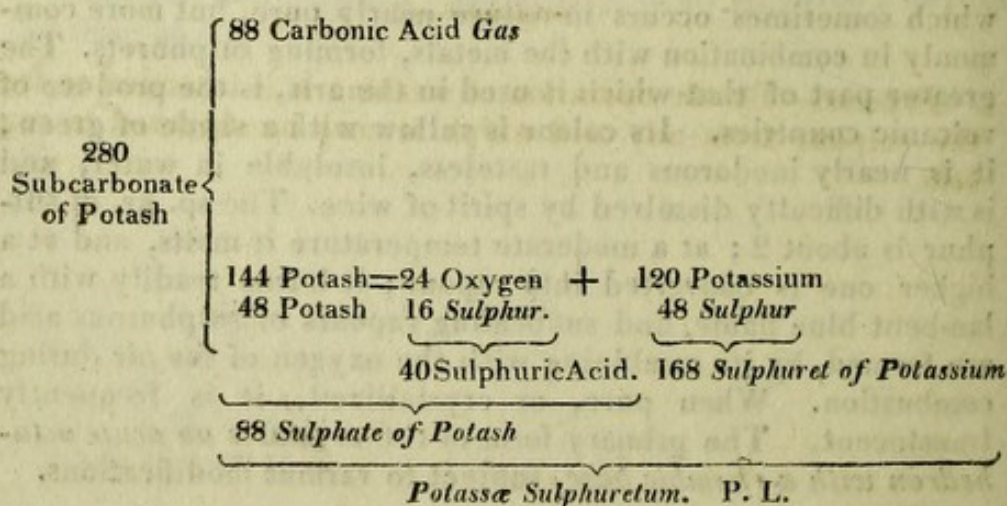 88 Carbonic Acid Gas
280
Subcarbonate
of Potash
144 Potash=24 Oxygen + 120 Potassium
48 Potash 16 Sulphur. 48 Sulphur
40 Sulphuric Acid. 168 Sulphuret of Potassium
88 Sulphate of Potash
Potassæ Sulphuretum. P. L.